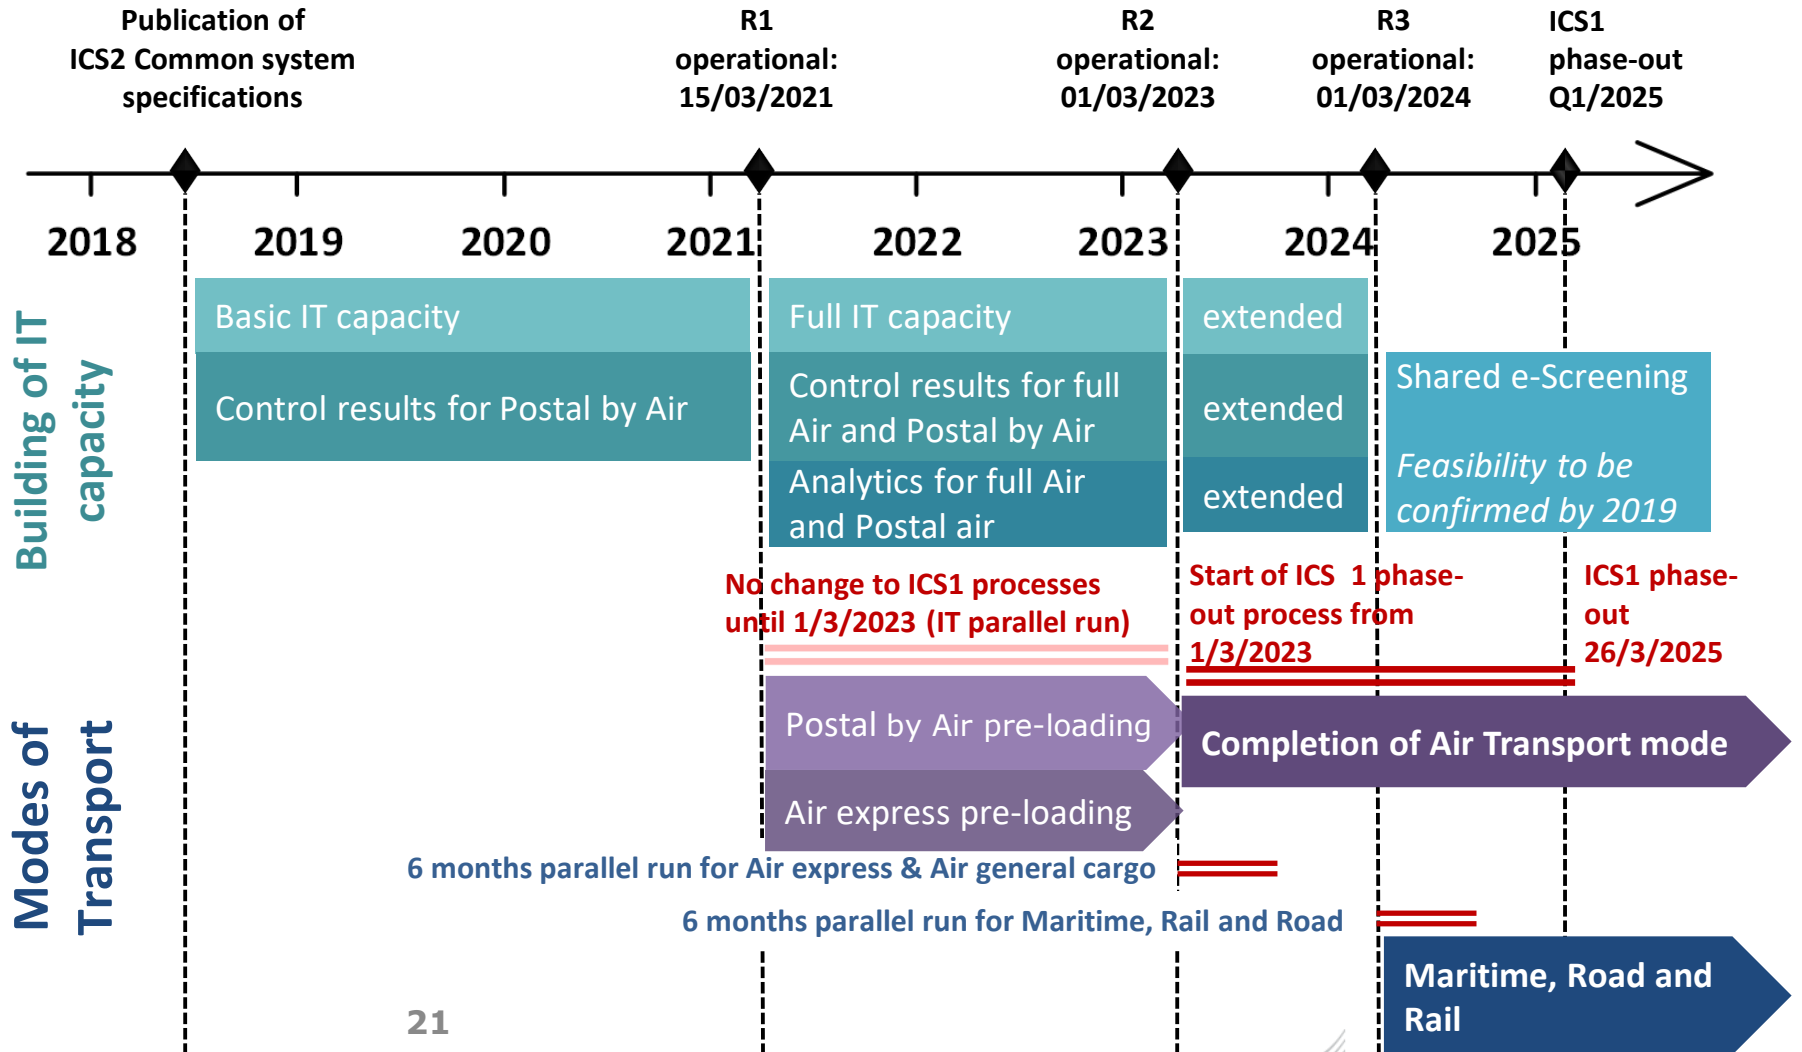 Publication of
ICS2 Common system
specifications
R1
operational:
15/03/2021
R2
operational:
01/03/2023
R3
operational:
01/03/2024
ICS1
phase-out
Q1/2025
2018
2019
2020
2021
2022
2023
2024
2025
Building of IT
capacity
Basic IT capacity
Control results for Postal by Air
Full IT capacity
Control results for full
Air and Postal by Air
Analytics for full Air
and Postal air
extended
extended
extended
Shared e-Screening
Feasibility to be
confirmed by 2019
No change to ICS1 processes
until 1/3/2023 (IT parallel run)
Start of ICS 1 phase-
out process from
1/3/2023
ICS1 phase-
out
26/3/2025
Modes of
Transport
Postal by Air pre-loading
Air express pre-loading
Completion of Air Transport mode
6 months parallel run for Air express & Air general cargo
6 months parallel run for Maritime, Rail and Road
Maritime, Road and
Rail
21